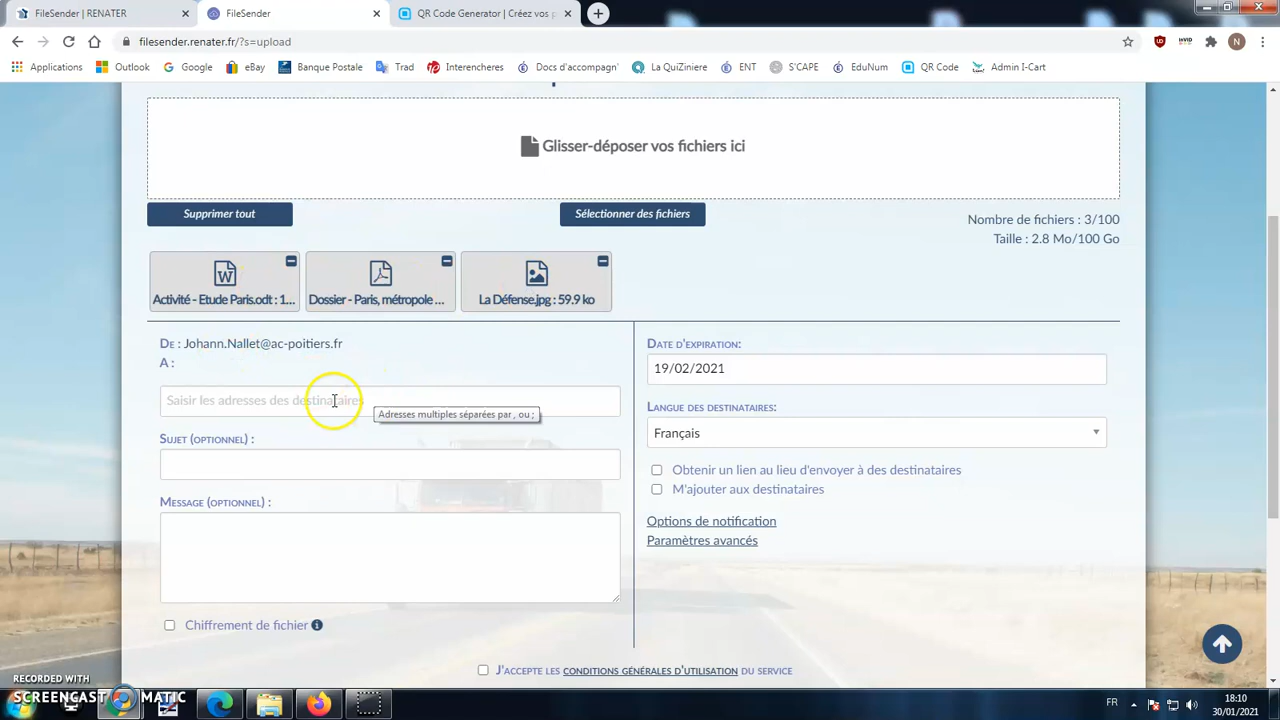 FileSender | RENATER
FileSender
QR Code Generator | Créez vos
filesender.renater.fr/?s=upload
N
Applications
Outlook
Google
eBay
Banque Postale
Trad
Interencheres
Docs d'accompagn'
La QuiZiniere
ENT
S'CAPE
EduNum
QR Code
Admin I-Cart
Glisser-déposer vos fichiers ici
Supprimer tout
Sélectionner des fichiers
Nombre de fichiers : 3/100
Taille : 2.8 Mo/100 Go
Activité - Etude Paris.odt : 1...
Dossier - Paris, métropole ...
La Défense.jpg : 59.9 ko
De : Johann.Nallet@ac-poitiers.fr
A :
Saisir les adresses des destinataires
Adresses multiples séparées par , ou ;
Sujet (optionnel) :
Message (optionnel) :
Chiffrement de fichier
Date d'expiration:
19/02/2021
Langue des destinataires:
Français
Obtenir un lien au lieu d'envoyer à des destinataires
M'ajouter aux destinataires
Options de notification
Paramètres avancés
J'accepte les conditions générales d'utilisation du service
RECORDED WITH
SCREENCAST MATIC
FR
18:10
30/01/2021